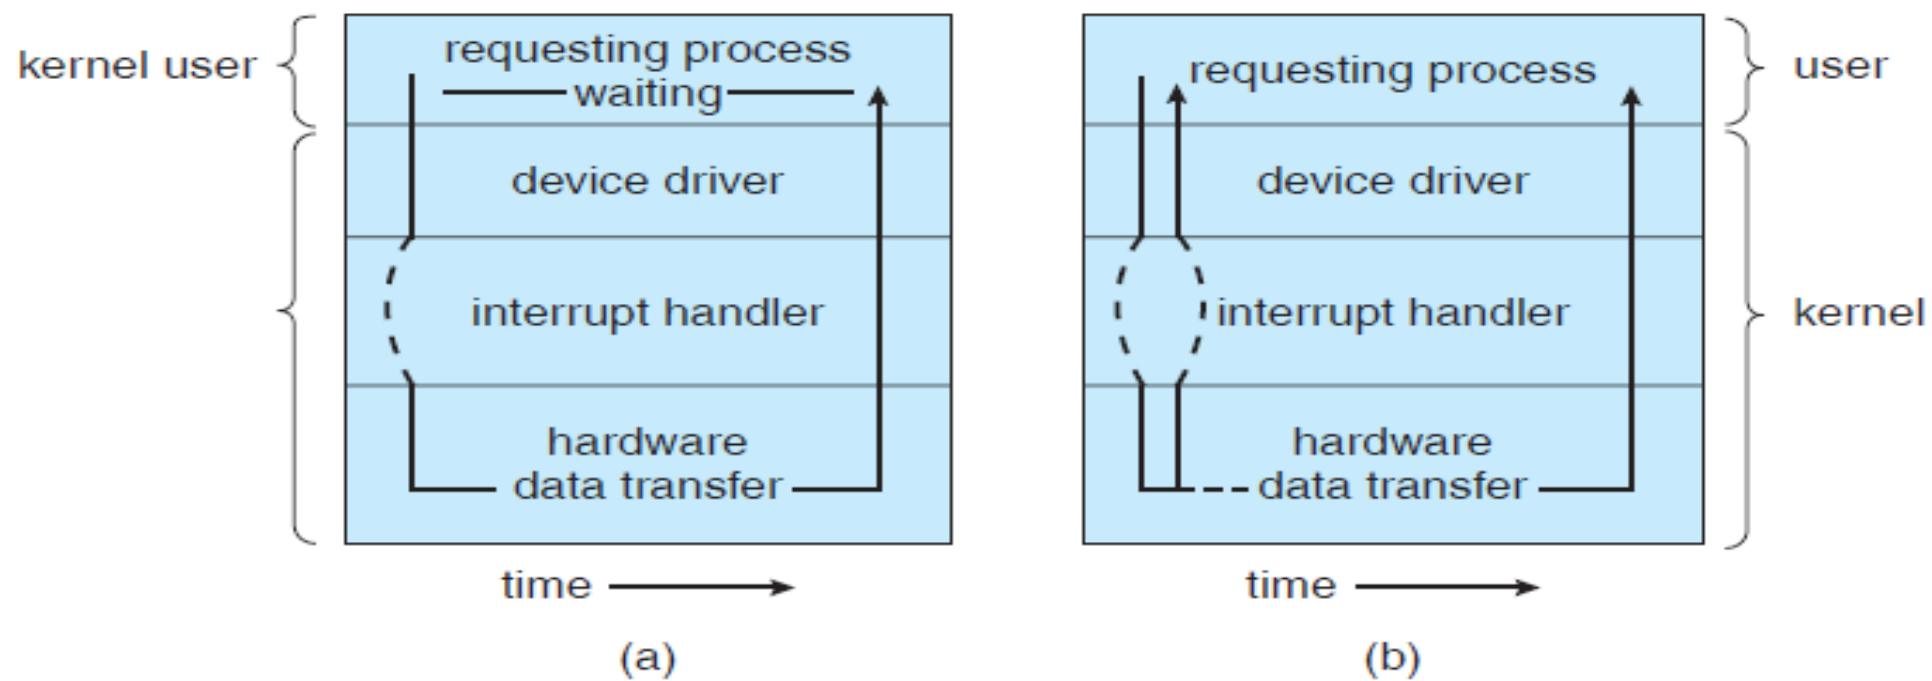 kernel user
requesting process
waiting
device driver
interrupt handler
hardware
data transfer
time
(a)
requesting process
device driver
interrupt handler
hardware
data transfer
time
(b)
user
kernel